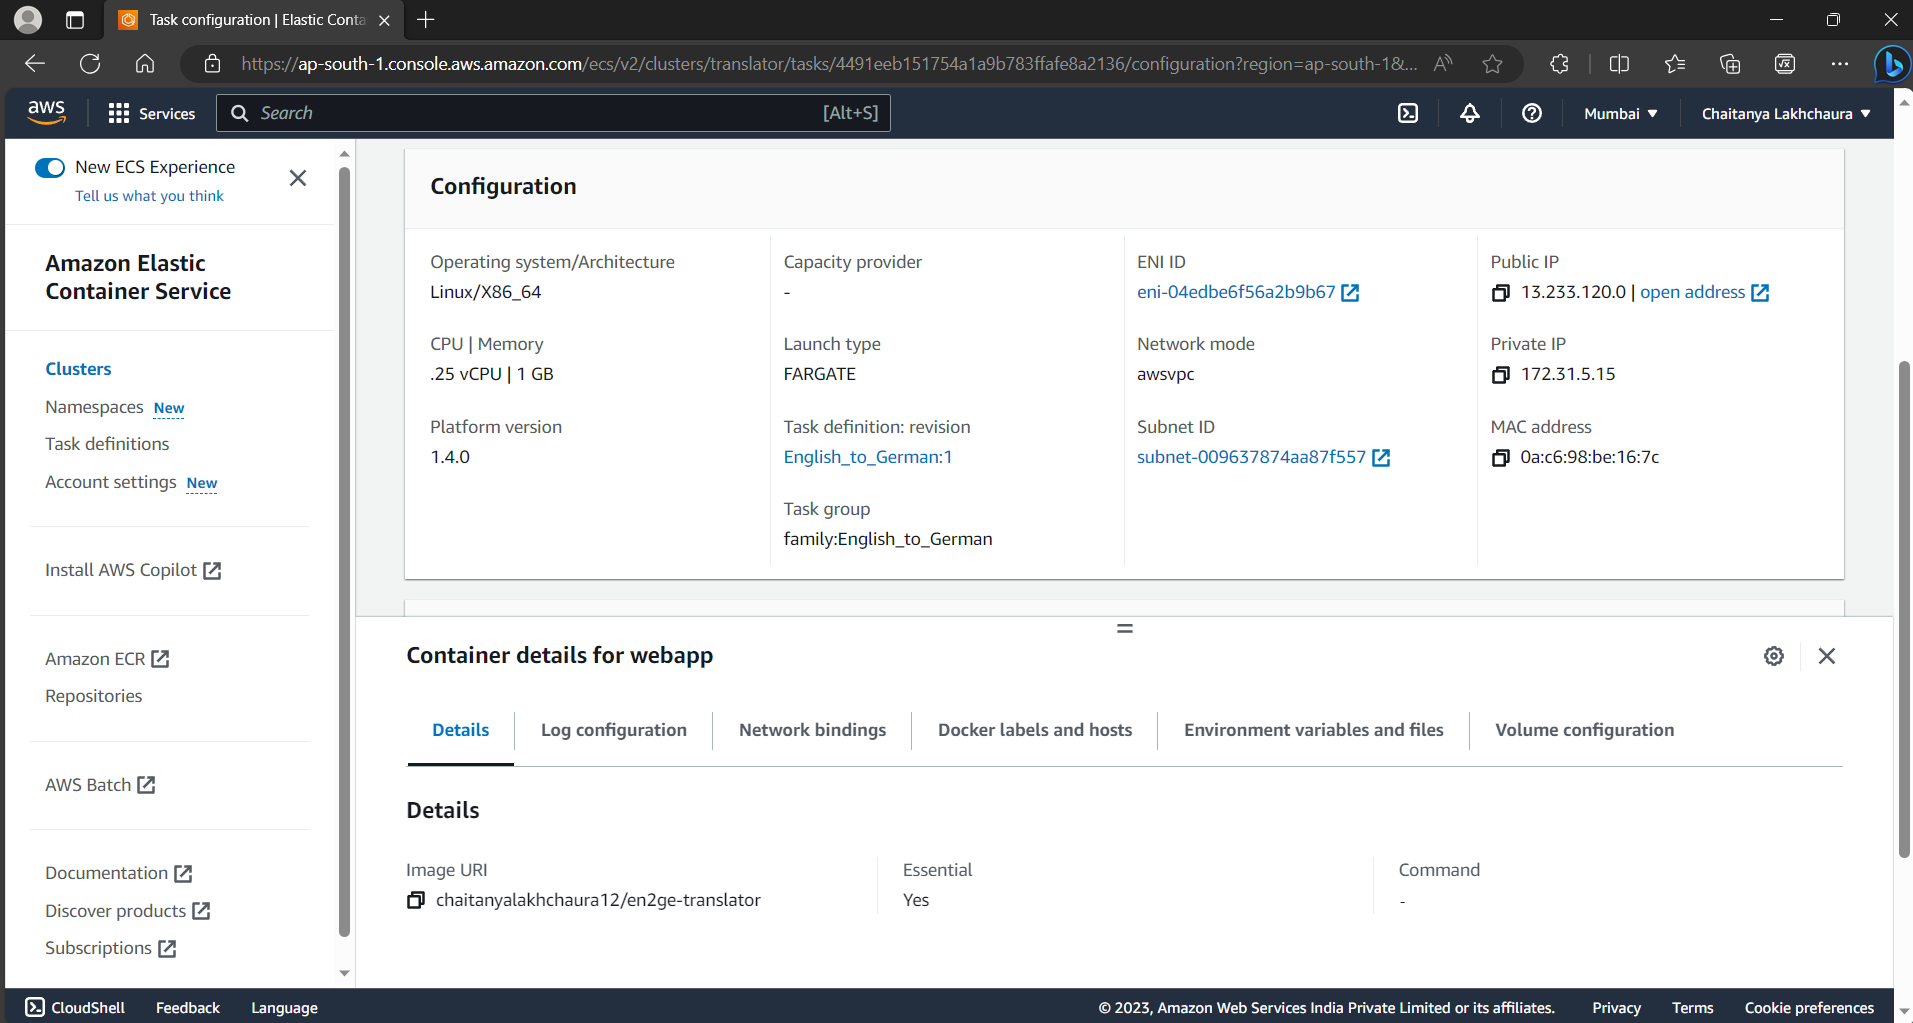 Task configuration | Elastic Conta
https://ap-south-1.console.aws.amazon.com/ecs/v2/clusters/translator/tasks/4491eeb151754a1a9b783ffafe8a2136/configuration?region=ap-south-1&...
aws
Services
Search
[Alt+S]
Mumbai
Chaitanya Lakhchaura
New ECS Experience
Tell us what you think
Amazon Elastic
Container Service
Clusters
Namespaces New
Task definitions
Account settings New
Install AWS Copilot
Amazon ECR
Repositories
AWS Batch
Documentation
Discover products
Subscriptions
Configuration
Operating system/Architecture
Linux/X86_64
CPU | Memory
.25 vCPU | 1 GB
Platform version
1.4.0
Capacity provider
-
Launch type
FARGATE
Task definition: revision
English_to_German:1
Task group
family:English_to_German
ENI ID
eni-04edbe6f56a2b9b67
Network mode
awsvpc
Subnet ID
subnet-009637874aa87f557
Public IP
13.233.120.0 | open address
Private IP
172.31.5.15
MAC address
0a:c6:98:be:16:7c
Container details for webapp
Details
Log configuration
Network bindings
Docker labels and hosts
Environment variables and files
Volume configuration
Details
Image URI
chaitanyalakhchaura12/en2ge-translator
Essential
Yes
Command
-
CloudShell
Feedback
Language
© 2023, Amazon Web Services India Private Limited or its affiliates.
Privacy
Terms
Cookie preferences